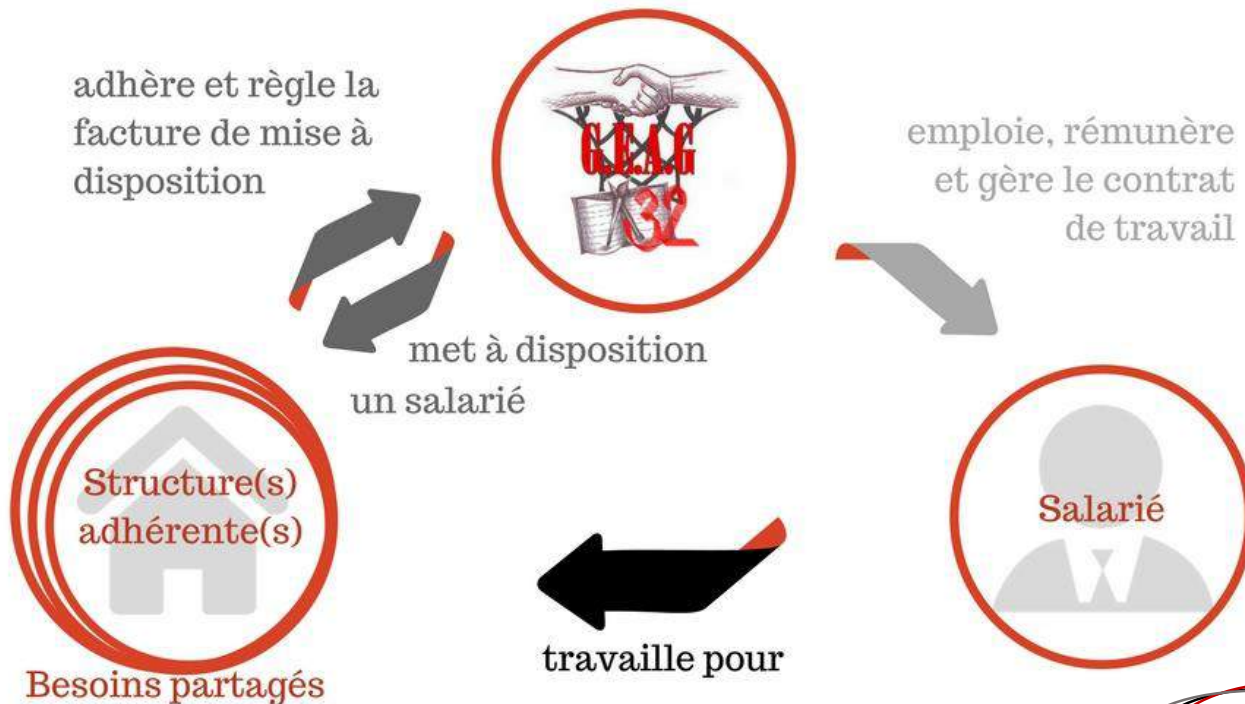 adhère et règle la
facture de mise à
disposition
G.E.A.G
32
emploie, rémunère
et gère le contrat
de travail
met à disposition
un salarié
Structure(s)
adhérente(s)
Salarié
travaille pour
Besoins partagés